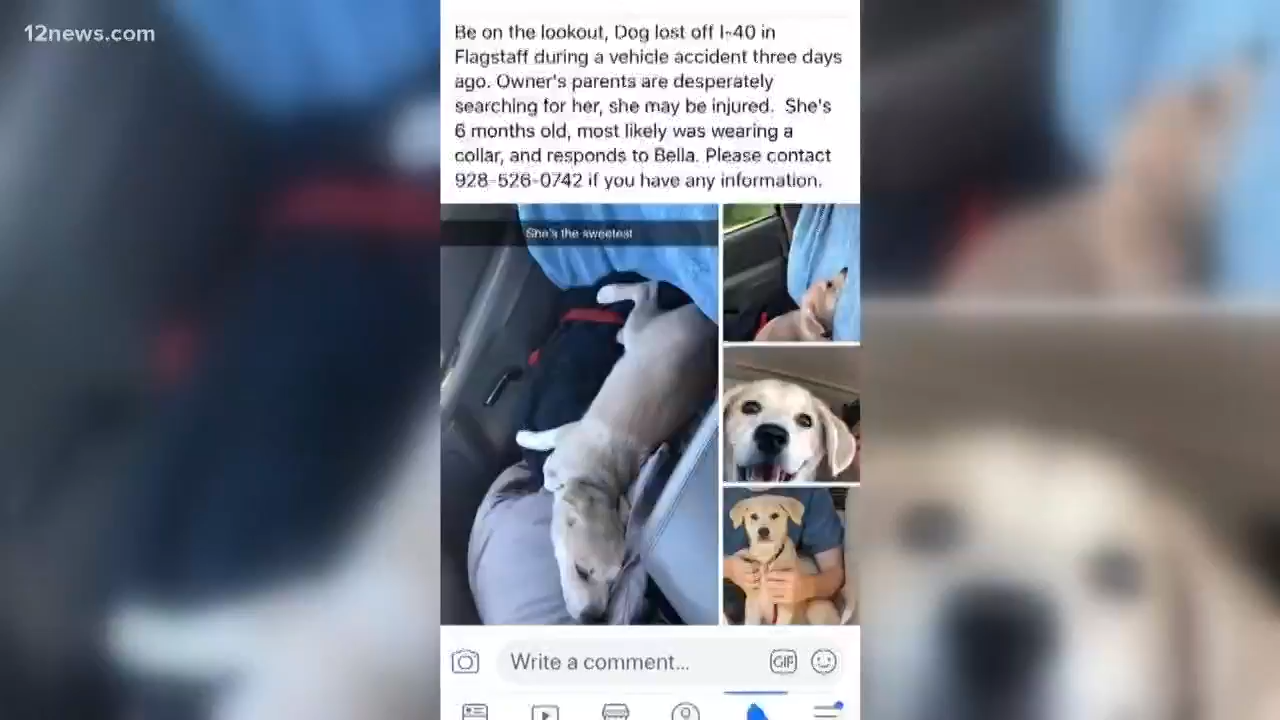 12news.com
Be on the lookout, Dog lost off I-40 in
Flagstaff during a vehicle accident three days
ago. Owner's parents are desperately
searching for her, she may be injured. She's
6 months old, most likely was wearing a
collar, and responds to Bella. Please contact
928-526-0742 if you have any information.
She's the sweetest
Write a comment...
GIF